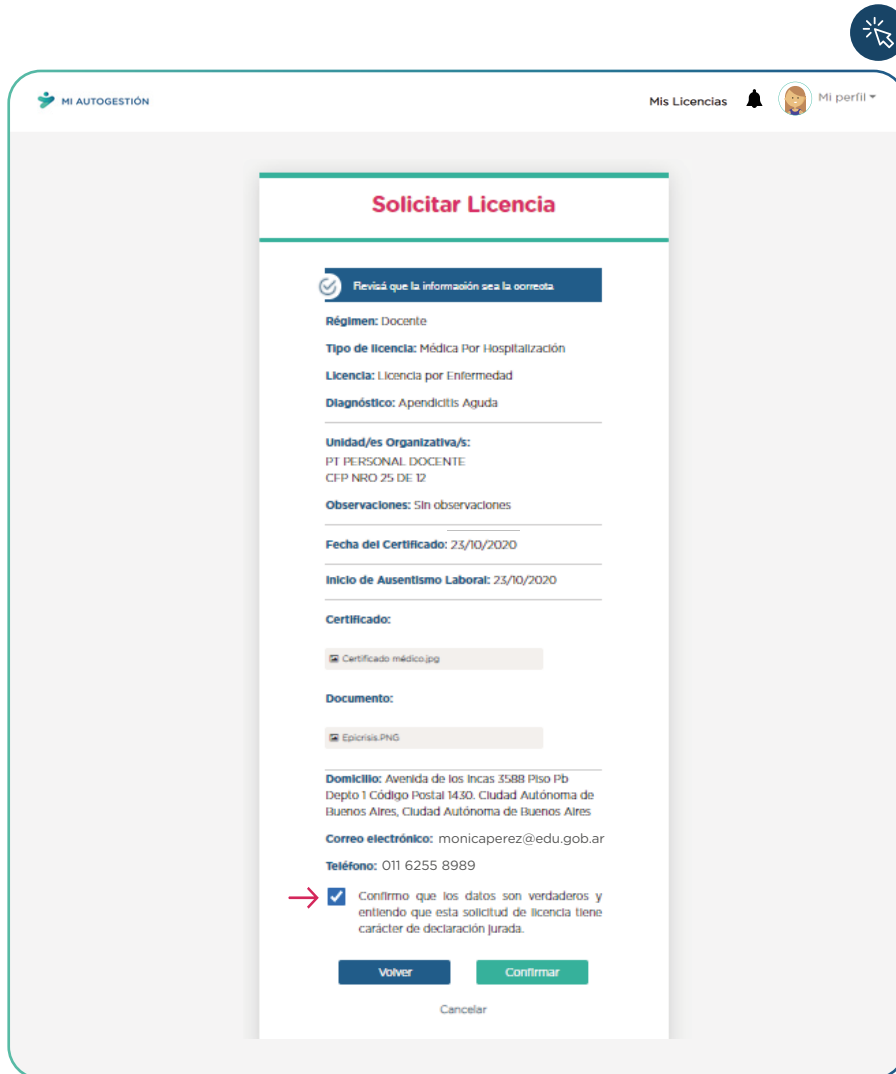 MI AUTOGESTIÓN
Mis Licencias
Mi perfil
Solicitar Licencia
Revisá que la información sea la correcta
Régimen: Docente
Tipo de licencia: Médica Por Hospitalización
Licencia: Licencia por Enfermedad
Diagnóstico: Apendicitis Aguda
Unidad/es Organizativa/s:
PT PERSONAL DOCENTE
CFP NRO 25 DE 12
Observaciones: Sin observaciones
Fecha del Certificado: 23/10/2020
Inicio de Ausentismo Laboral: 23/10/2020
Certificado:
Certificado médico.jpg
Documento:
Epicrisis.PNG
Domicilio: Avenida de los Incas 3588 Piso Pb
Depto 1 Código Postal 1430. Ciudad Autónoma de
Buenos Aires, Ciudad Autónoma de Buenos Aires
Correo electrónico: monicaperez@edu.gob.ar
Teléfono: 011 6255 8989
Confirmo que los datos son verdaderos y
entiendo que esta solicitud de licencia tiene
carácter de declaración jurada.
Volver
Confirmar
Cancelar